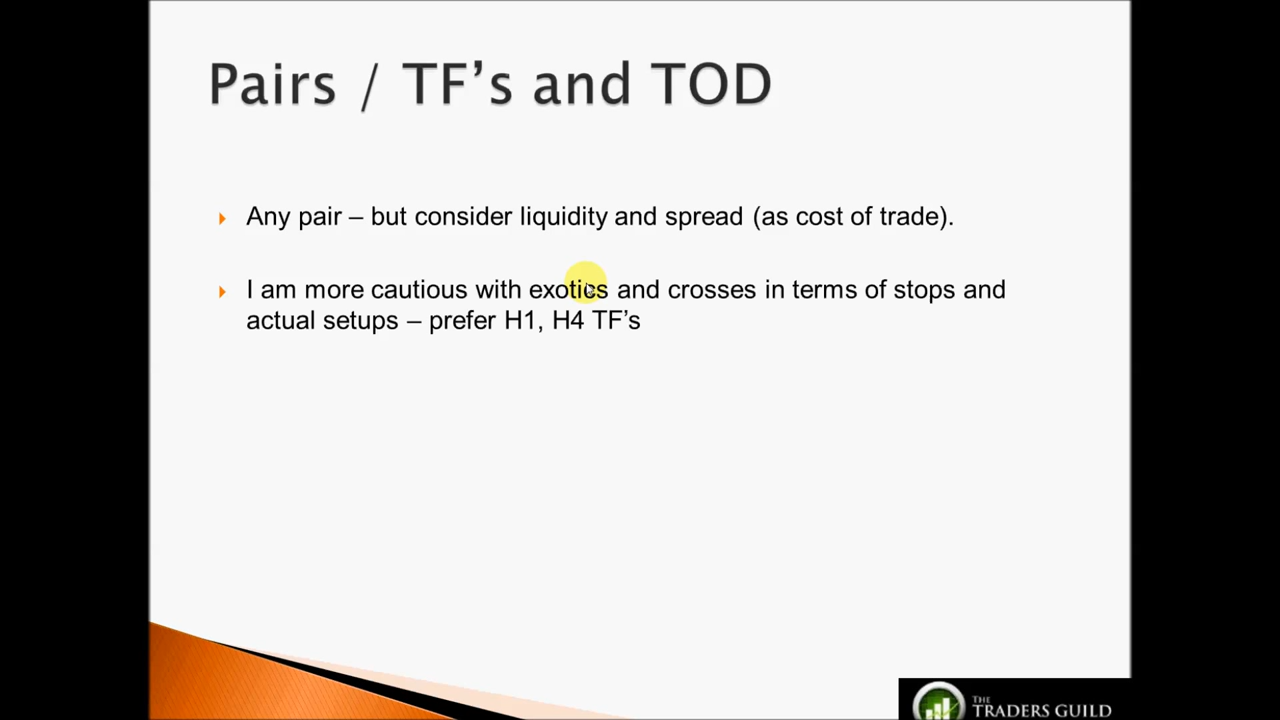 Pairs / TF’s and TOD
Any pair – but consider liquidity and spread (as cost of trade).
I am more cautious with exotics and crosses in terms of stops and
actual setups – prefer H1, H4 TF’s
THE
TRADERS GUILD